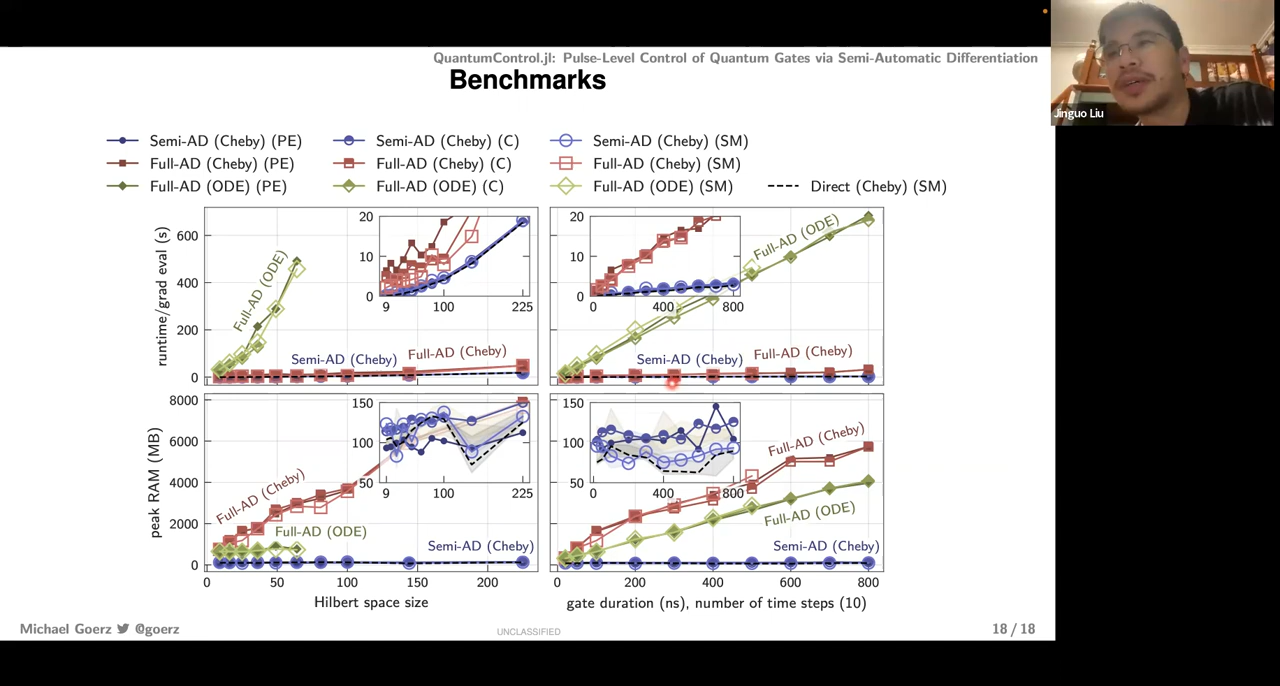 QuantumControl.jl: Pulse-Level Control of Quantum Gates via Semi-Automatic Differentiation
Benchmarks
Jinguo Liu
Semi-AD (Cheby) (PE)
Semi-AD (Cheby) (C)
Semi-AD (Cheby) (SM)
Full-AD (Cheby) (PE)
Full-AD (Cheby) (C)
Full-AD (Cheby) (SM)
Full-AD (ODE) (PE)
Full-AD (ODE) (C)
Full-AD (ODE) (SM)
Direct (Cheby) (SM)
runtime/grad eval (s)
600
400
200
0
Full-AD (ODE)
20
10
0
9
100
225
Semi-AD (Cheby)
Full-AD (Cheby)
20
10
0
0
400
800
Full-AD (ODE)
Semi-AD (Cheby)
Full-AD (Cheby)
peak RAM (MB)
8000
6000
4000
2000
0
Full-AD (Cheby)
Full-AD (ODE)
Semi-AD (Cheby)
150
100
50
9
100
225
0
50
100
150
200
Hilbert space size
150
100
50
0
400
800
Full-AD (Cheby)
Full-AD (ODE)
Semi-AD (Cheby)
0
200
400
600
800
gate duration (ns), number of time steps (10)
Michael Goerz @goerz
UNCLASSIFIED
18 / 18